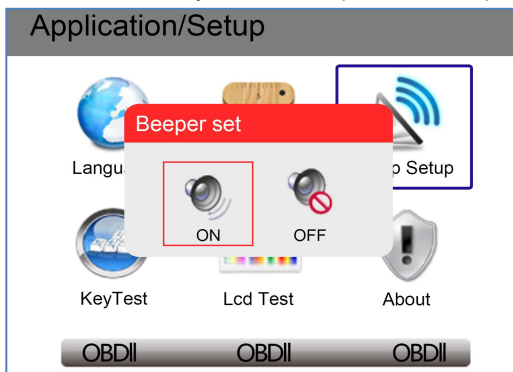 Application/Setup
Beeper set
Langu
p Setup
ON
OFF
KeyTest
Lcd Test
About
OBDII
OBDII
OBDII